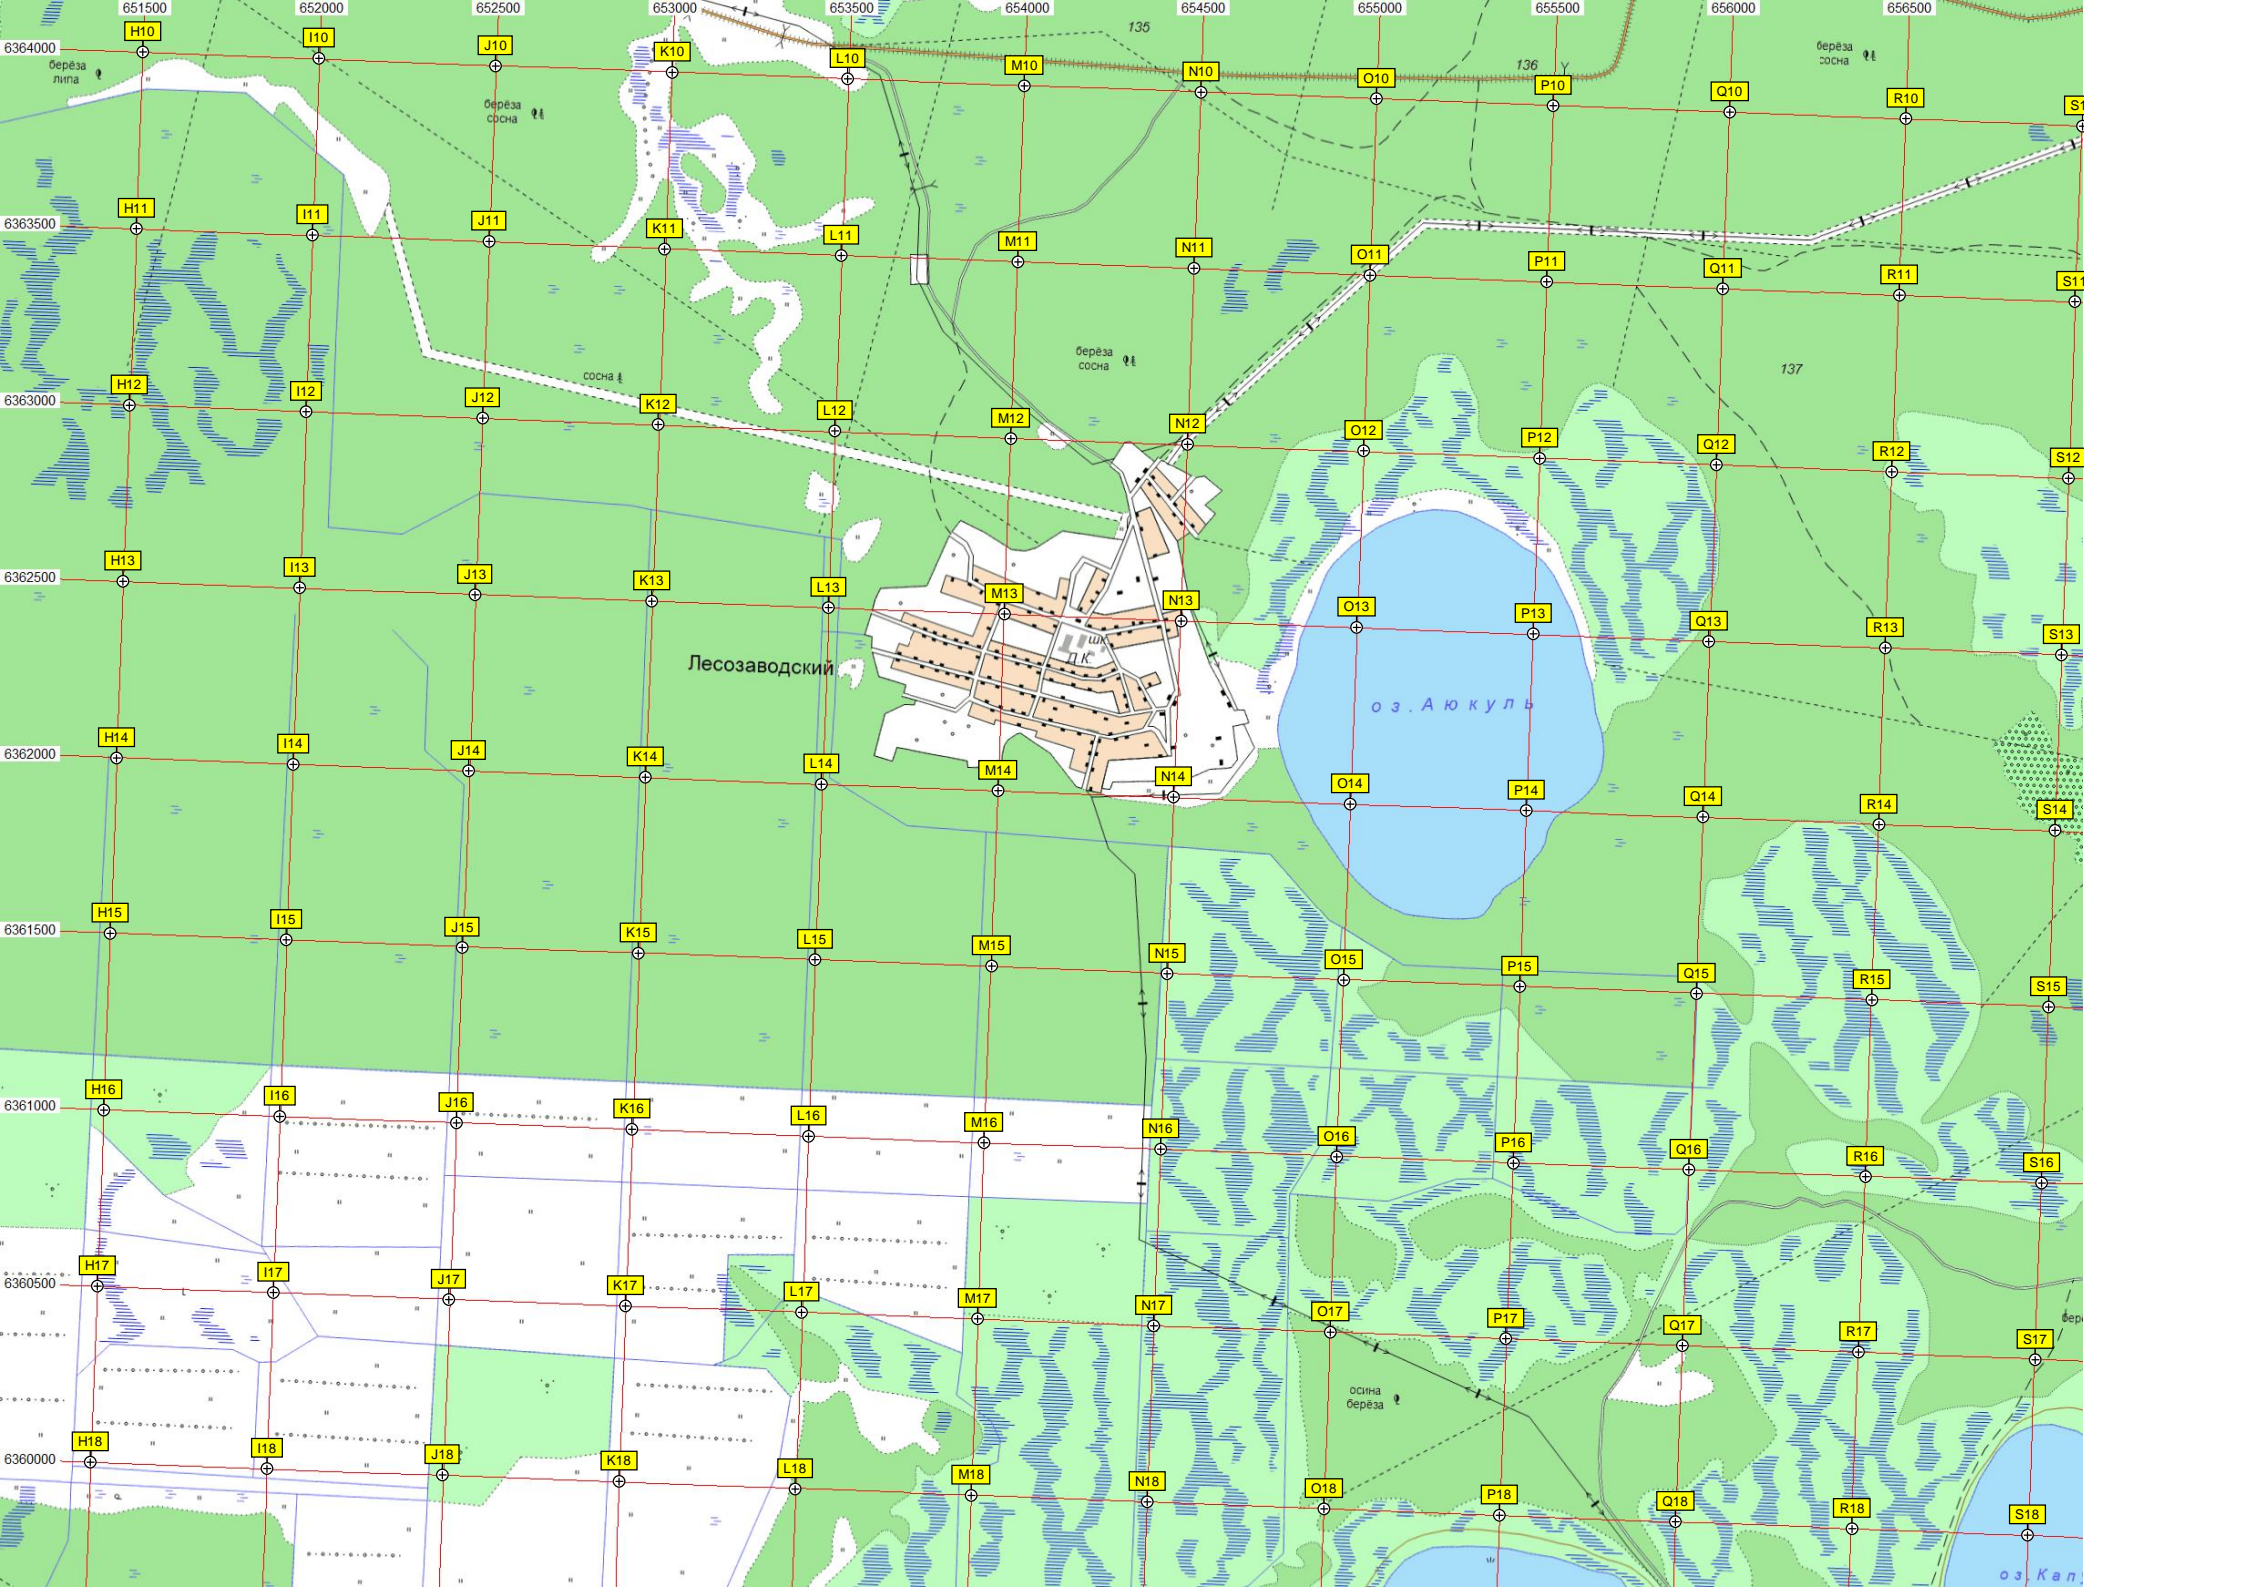 651500 652000 652500 653000 653500 654000 654500 655000 655500 656000 656500
6364000
H10 I10 J10 K10 L10 M10 N10 O10 P10 Q10 R10
135
136
берёза
липа
берёза
сосна
берёза
сосна
6363500
H11 I11 J11 K11 L11 M11 N11 O11 P11 Q11 R11 S11
берёза
сосна
137
сосна
6363000
H12 I12 J12 K12 L12 M12 N12 O12 P12 Q12 R12 S12
6362500
H13 I13 J13 K13 L13 M13 N13 O13 P13 Q13 R13 S13
шк.
Д.К.
Лесозаводский
оз. Аюкуль
6362000
H14 I14 J14 K14 L14 M14 N14 O14 P14 Q14 R14 S14
6361500
H15 I15 J15 K15 L15 M15 N15 O15 P15 Q15 R15 S15
6361000
H16 I16 J16 K16 L16 M16 N16 O16 P16 Q16 R16 S16
6360500
H17 I17 J17 K17 L17 M17 N17 O17 P17 Q17 R17 S17
осина
берёза
6360000
H18 I18 J18 K18 L18 M18 N18 O18 P18 Q18 R18 S18
оз.